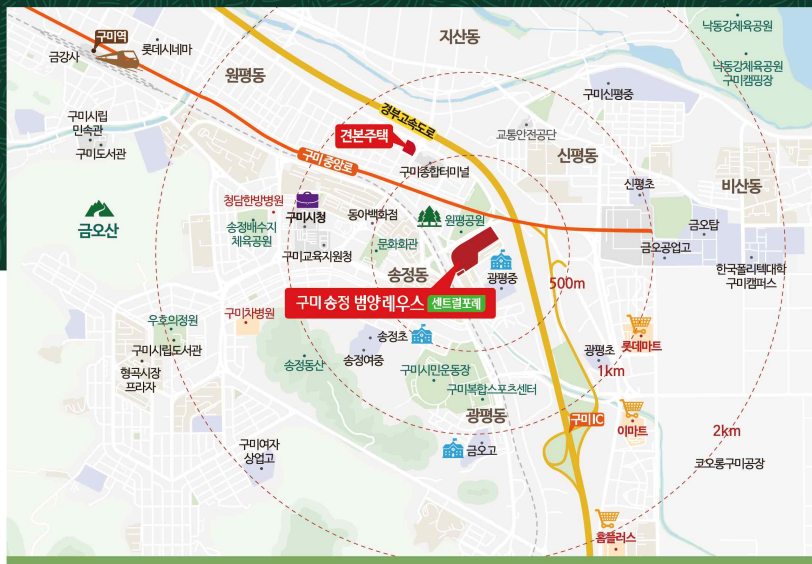 구미역
롯데시네마
금강사
원평동
지산동
낙동강체육공원
낙동강체육공원
구미캠핑장
구미시립
민속관
구미도서관
경부고속도로
견본주택
구미중앙로
구미종합터미널
교통안전공단
구미신평중
신평동
신평초
비산동
금오산
청담한방병원
송정배수지
체육공원
구미시청
동아백화점
원평공원
문화회관
구미교육지원청
송정동
광평중
금오공업고
금오탑
한국폴리텍대학
구미캠퍼스
구미 송정 범양레우스 센트럴포레
500m
우호의정원
구미차병원
구미시립도서관
형곡시장
프라자
송정동산
송정초
송정여중
구미시민운동장
구미복합스포츠센터
광평초
롯데마트
1km
광평동
구미IC
이마트
2km
구미여자
상업고
금오고
코오롱구미공장
홈플러스